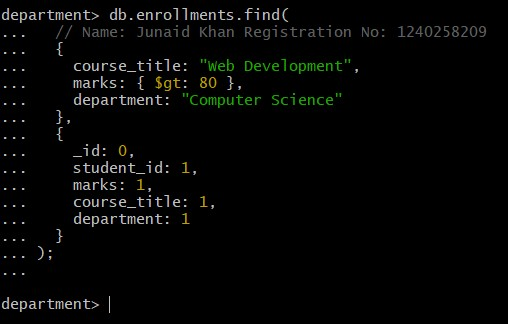 department> db.enrollments.find(
...   // Name: Junaid Khan Registration No: 1240258209
...   {
...     course_title: "Web Development",
...     marks: { $gt: 80 },
...     department: "Computer Science"
...   },
...   {
...     _id: 0,
...     student_id: 1,
...     marks: 1,
...     course_title: 1,
...     department: 1
...   }
... );
...
department>